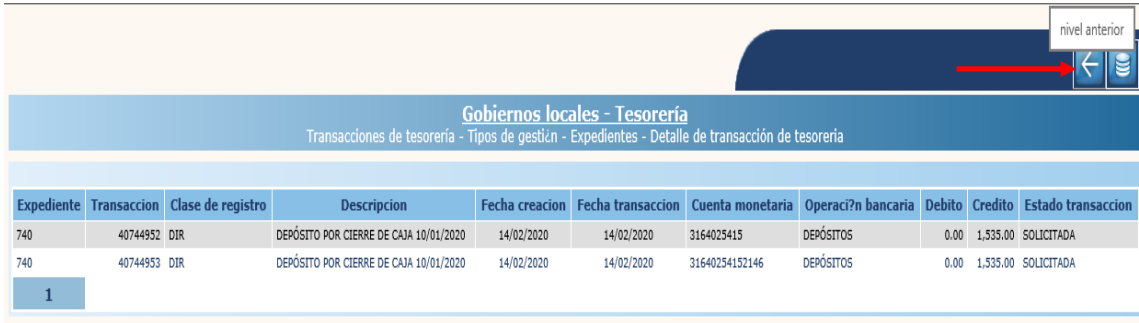 nivel anterior
Gobiernos locales - Tesorería
Transacciones de tesorería - Tipos de gesti¿n - Expedientes - Detalle de transacción de tesoreria
Expediente Transaccion Clase de registro Descripcion Fecha creacion Fecha transaccion Cuenta monetaria Operaci?n bancaria Debito Credito Estado transaccion
740 40744952 DIR DEPÓSITO POR CIERRE DE CAJA 10/01/2020 14/02/2020 14/02/2020 3164025415 DEPÓSITOS 0.00 1,535.00 SOLICITADA
740 40744953 DIR DEPÓSITO POR CIERRE DE CAJA 10/01/2020 14/02/2020 14/02/2020 31640254152146 DEPÓSITOS 0.00 1,535.00 SOLICITADA
1